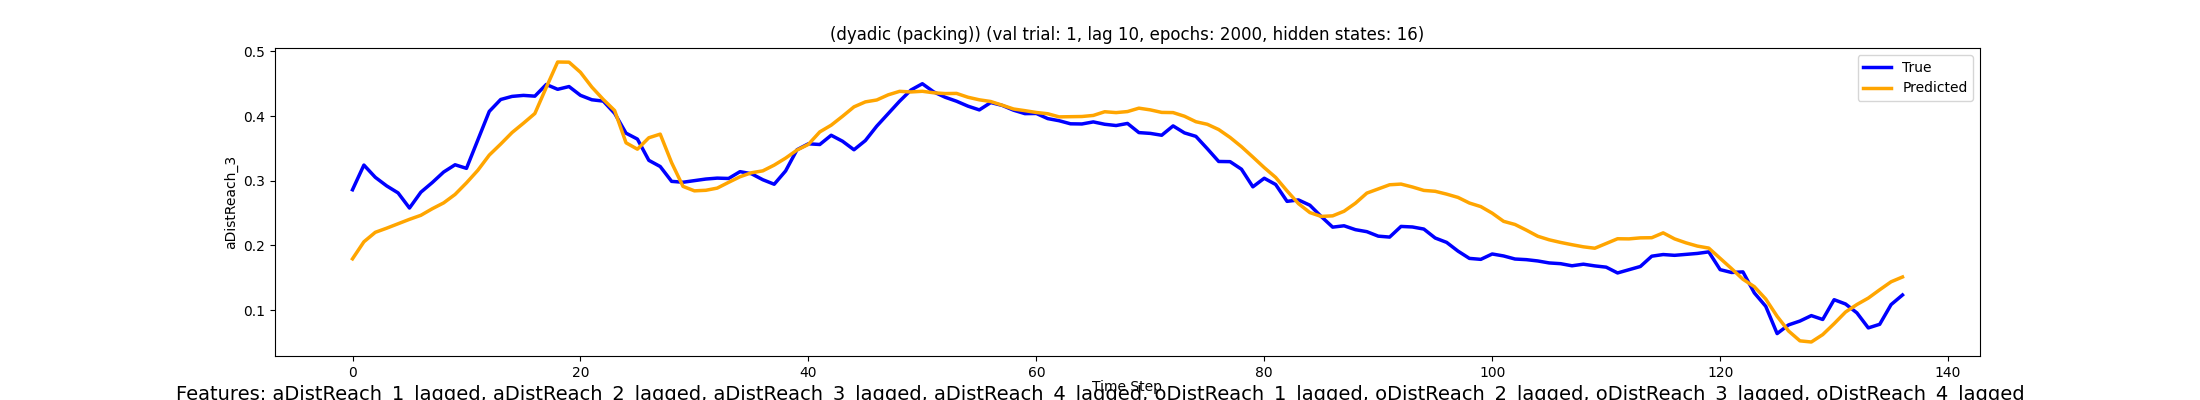 (dyadic (packing)) (val trial: 1, lag 10, epochs: 2000, hidden states: 16)
0.5
0.4
0.3
0.2
0.1
aDistReach_3
True
Predicted
0 20 40 60 80 100 120 140
Time Step
Features: aDistReach_1_lagged, aDistReach_2_lagged, aDistReach_3_lagged, aDistReach_4_lagged, oDistReach_1_lagged, oDistReach_2_lagged, oDistReach_3_lagged, oDistReach_4_lagged